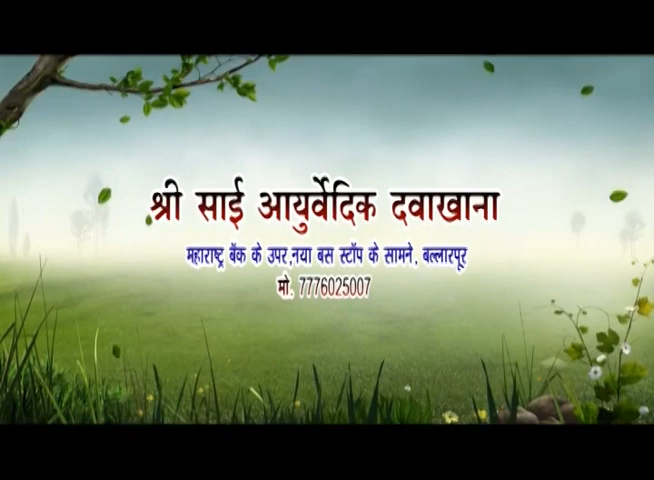 श्री साई आयुर्वेदिक दवाखाना
महाराष्ट्र बॅक के उपर,नया बस स्टॉप के सामने, बल्लारपूर
मो. 7776025007